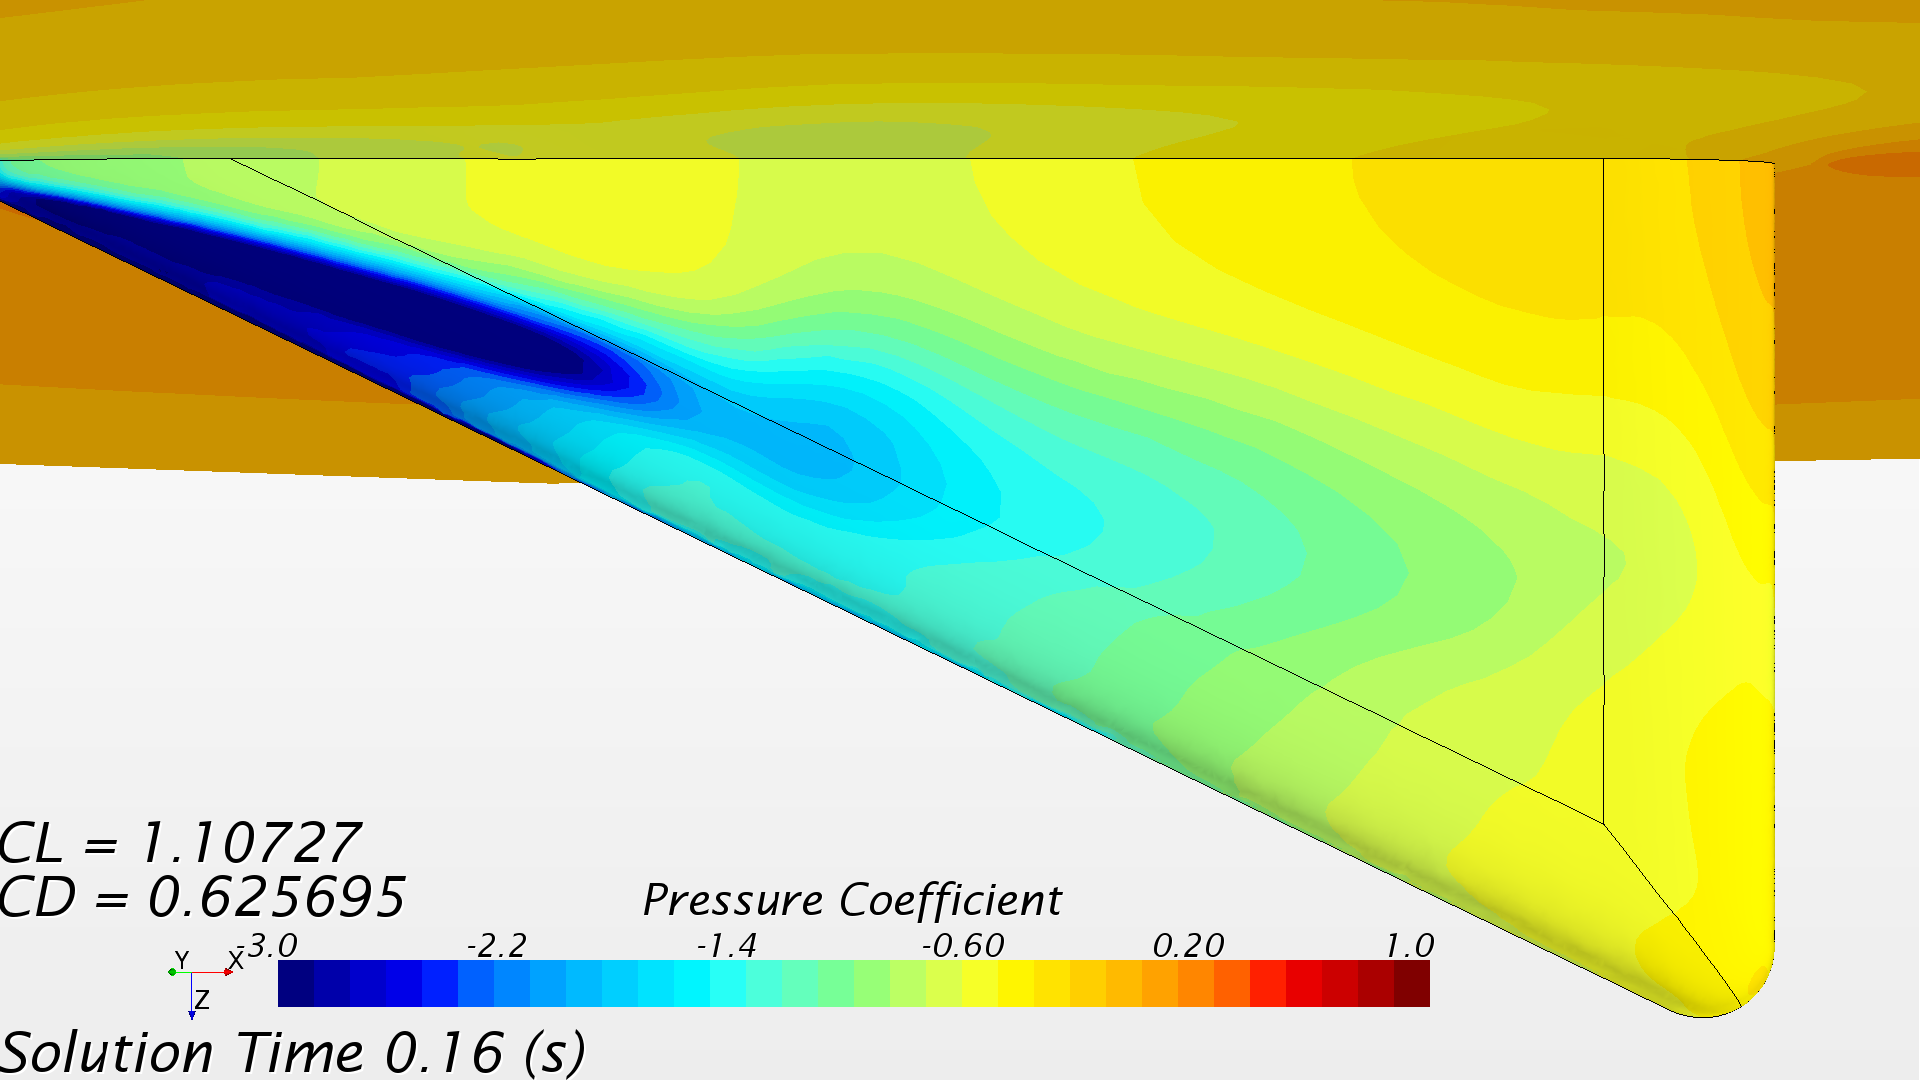 CL = 1.10727
CD = 0.625695
Pressure Coefficient
-3.0 -2.2 -1.4 -0.60 0.20 1.0
Y X
Z
Solution Time 0.16 (s)